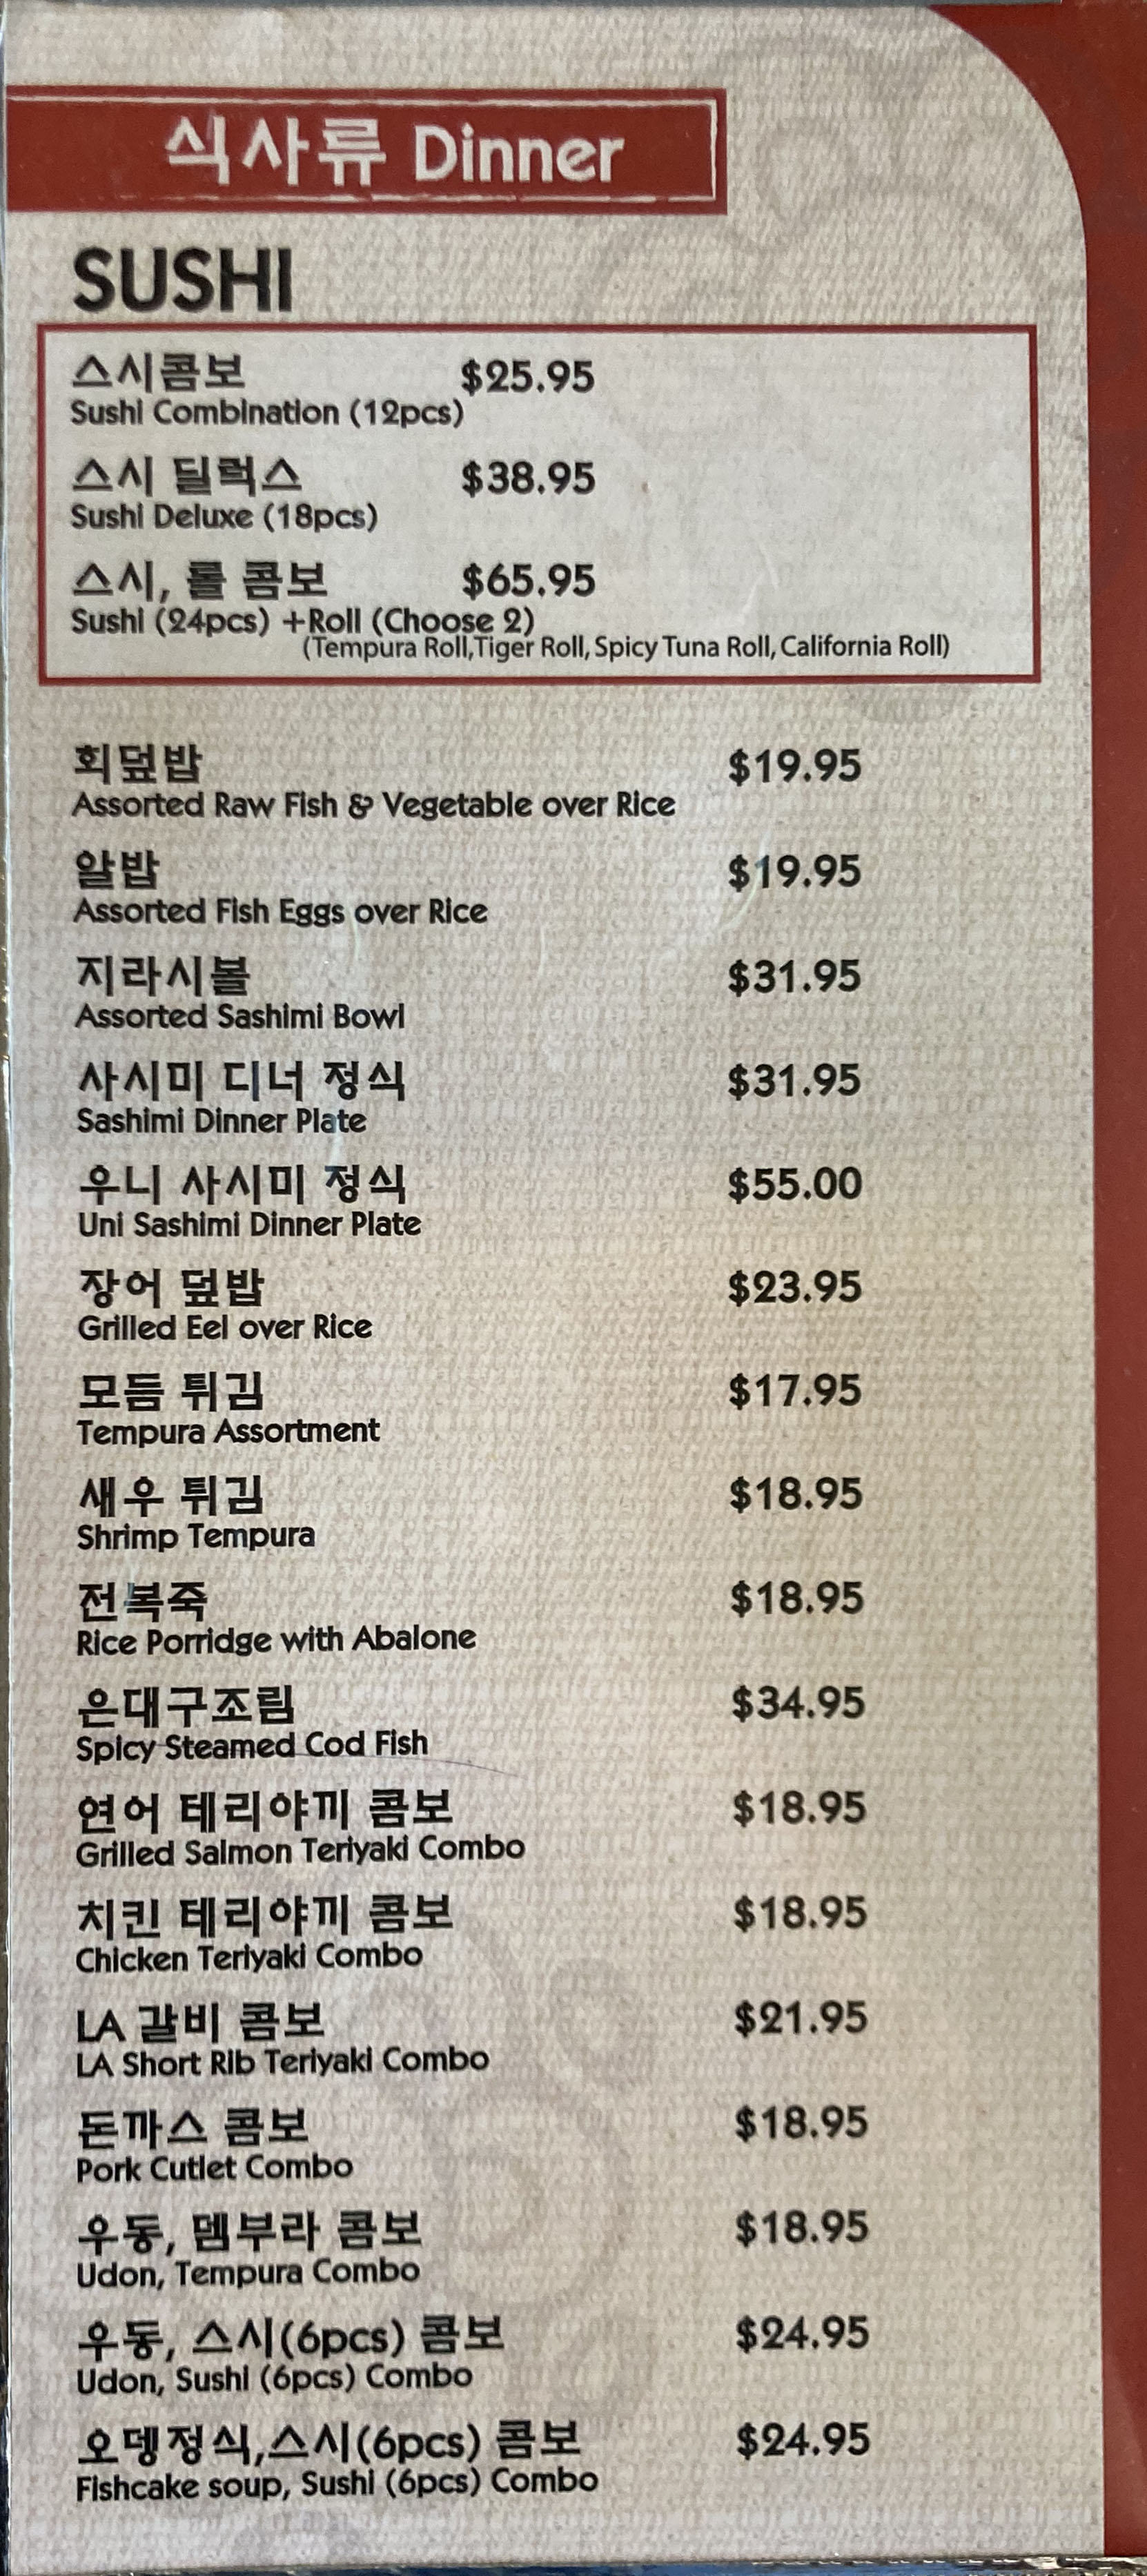 식사류 Dinner
SUSHI
스시콤보 $25.95
Sushi Combination (12pcs)
스시 딜럭스 $38.95
Sushi Deluxe (18pcs)
스시, 롤 콤보 $65.95
Sushi (24pcs) +Roll (Choose 2)
(Tempura Roll,Tiger Roll, Spicy Tuna Roll, California Roll)
회덮밥 $19.95
Assorted Raw Fish & Vegetable over Rice
알밥 $19.95
Assorted Fish Eggs over Rice
지라시볼 $31.95
Assorted Sashimi Bowl
사시미 디너 정식 $31.95
Sashimi Dinner Plate
우니 사시미 정식 $55.00
Uni Sashimi Dinner Plate
장어 덮밥 $23.95
Grilled Eel over Rice
모듬 튀김 $17.95
Tempura Assortment
새우 튀김 $18.95
Shrimp Tempura
전복죽 $18.95
Rice Porridge with Abalone
은대구조림 $34.95
Spicy Steamed Cod Fish
연어 테리야끼 콤보 $18.95
Grilled Salmon Teriyaki Combo
치킨 테리야끼 콤보 $18.95
Chicken Teriyaki Combo
LA 갈비 콤보 $21.95
LA Short Rib Teriyaki Combo
돈까스 콤보 $18.95
Pork Cutlet Combo
우동, 뎀부라 콤보 $18.95
Udon, Tempura Combo
우동, 스시(6pcs) 콤보 $24.95
Udon, Sushi (6pcs) Combo
오뎅정식,스시(6pcs) 콤보 $24.95
Fishcake soup, Sushi (6pcs) Combo